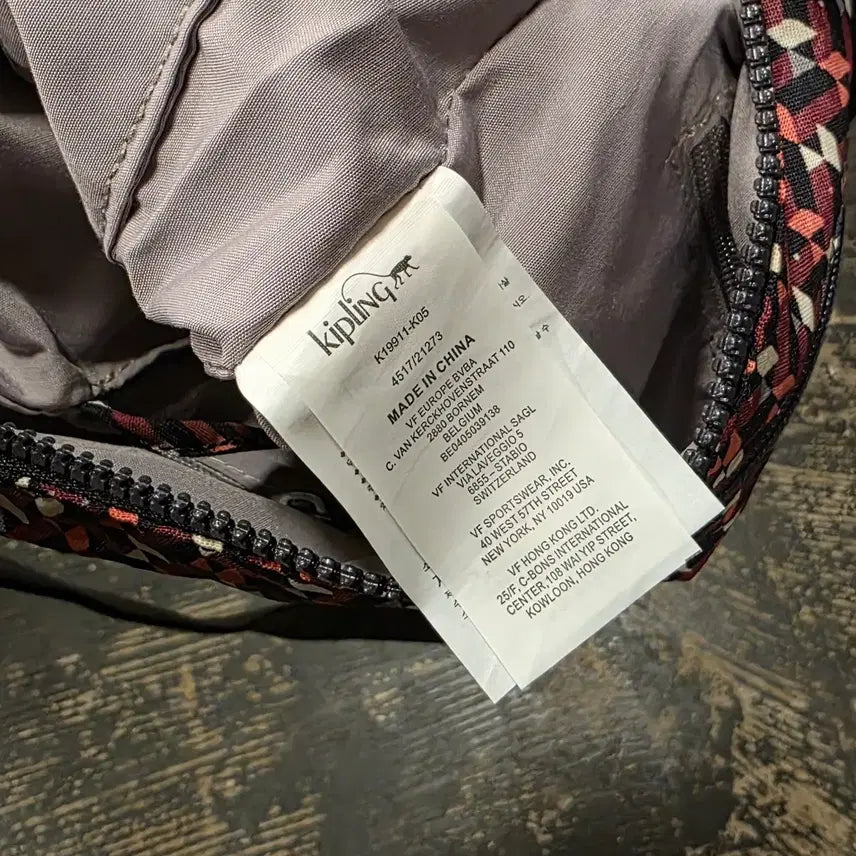 kipling
K19911-K05
4517/21273
MADE IN CHINA
VF EUROPE BVBA
C. VAN KERCKHOVENSTRAAT 110
2880 BORNEM
BELGIUM
BE0405039138
VF INTERNATIONAL SAGL
VIA LAVEGGIO 5
6855 – STABIO
SWITZERLAND
VF SPORTSWEAR, INC.
40 WEST 57TH STREET
NEW YORK, NY 10019 USA
VF HONG KONG LTD.
25/F, C-BONS INTERNATIONAL
CENTER, 108 WAI YIP STREET,
KOWLOON, HONG KONG